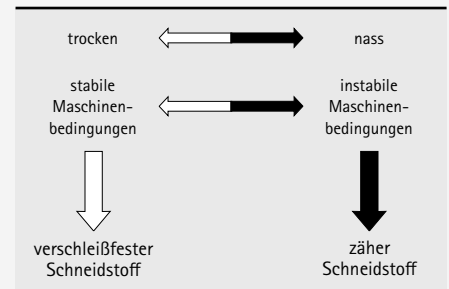 trocken
nass
stabile
Maschinen-
bedingungen
instabile
Maschinen-
bedingungen
verschleißfester
Schneidstoff
zäher
Schneidstoff